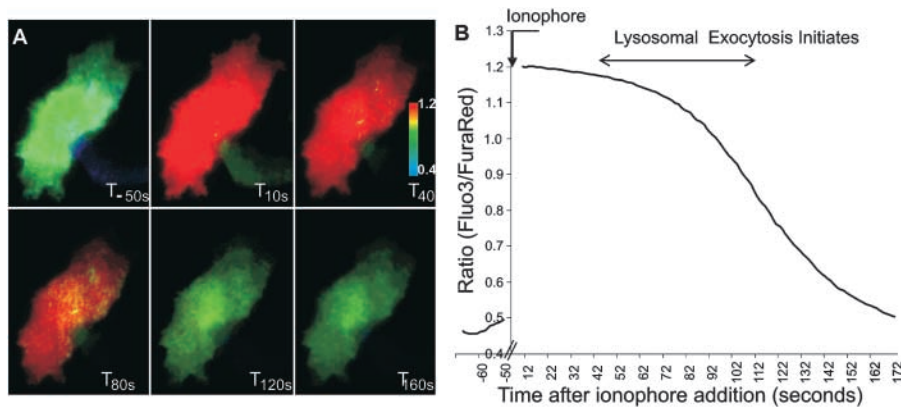 A
T-50s
T10s
T40
1.2
0.4
T80s
T120s
T160s
B
Ionophore
Lysosomal Exocytosis Initiates
Ratio (Fluo3/FuraRed)
1.3
1.2
1.1
1.0
0.9
0.8
0.7
0.6
0.5
0.4
-60 -50 12 22 32 42 52 62 72 82 92 102 112 122 132 142 152 162 172
Time after ionophore addition (seconds)